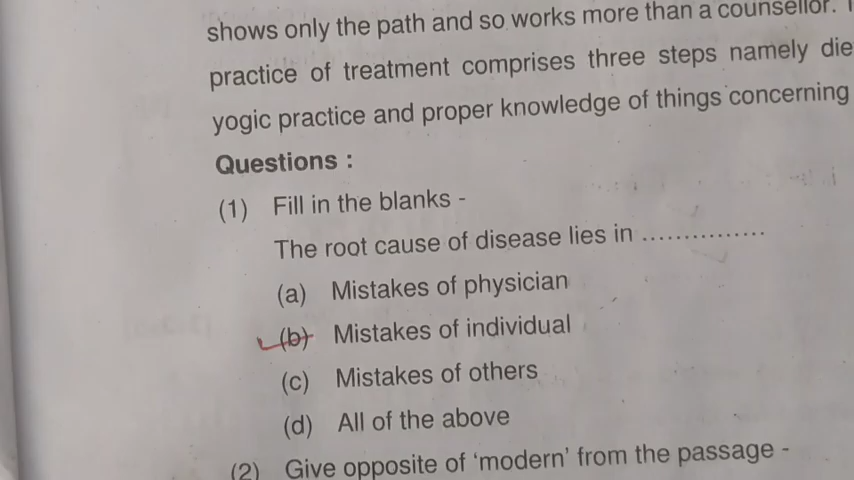 shows only the path and so works more than a counsellor.
practice of treatment comprises three steps namely die
yogic practice and proper knowledge of things concerning
Questions :
(1) Fill in the blanks -
The root cause of disease lies in ...............
(a) Mistakes of physician
(b) Mistakes of individual
(c) Mistakes of others
(d) All of the above
(2) Give opposite of 'modern' from the passage -